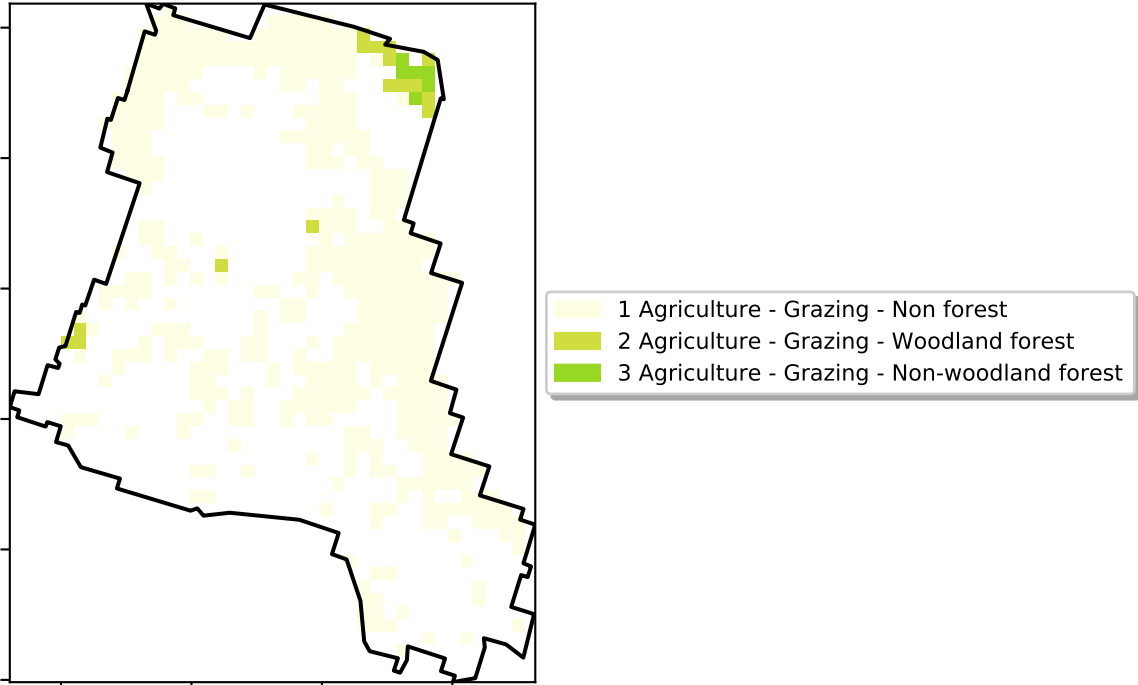 1 Agriculture - Grazing - Non forest
2 Agriculture - Grazing - Woodland forest
3 Agriculture - Grazing - Non-woodland forest